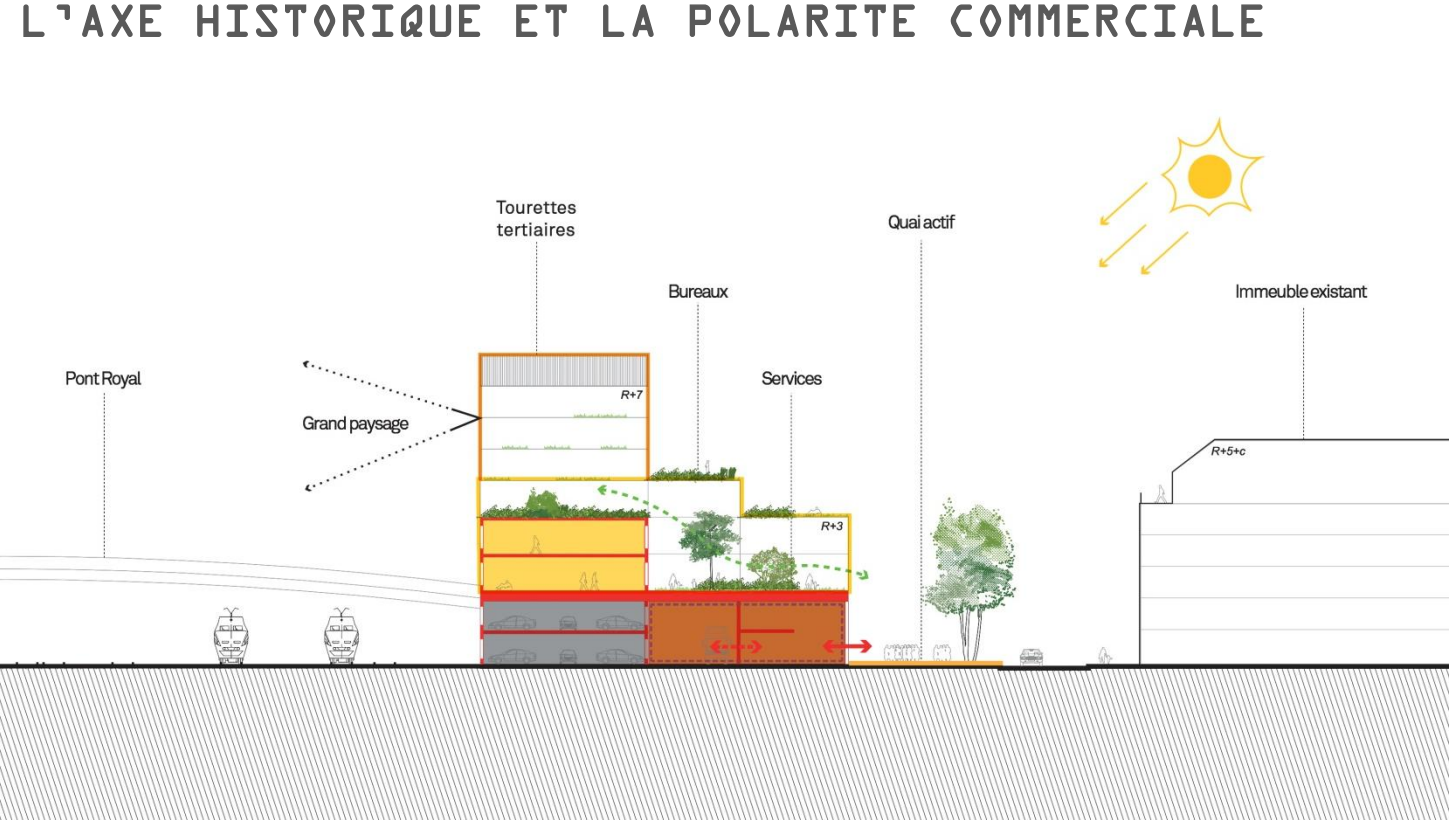 L'AXE HISTORIQUE ET LA POLARITE COMMERCIALE
Tourettes
tertiaires
Quai actif
Bureaux
Immeuble existant
Pont Royal
Services
R+7
Grand paysage
R+5+c
R+3